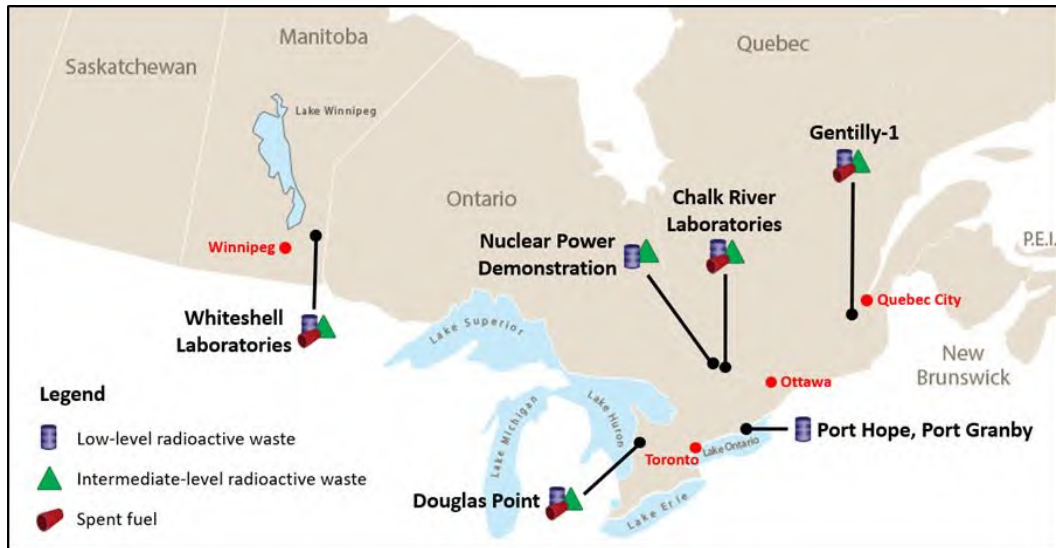 Manitoba
Quebec
Saskatchewan
Lake Winnipeg
Gentilly-1
Ontario
Chalk River
Laboratories
Nuclear Power
Demonstration
P.E.I.
Winnipeg
Quebec City
Whiteshell
Laboratories
Lake Superior
New
Brunswick
Ottawa
Legend
Low-level radioactive waste
Lake Michigan
Lake Huron
Port Hope, Port Granby
Toronto
Lake Ontario
Intermediate-level radioactive waste
Douglas Point
Lake Erie
Spent fuel